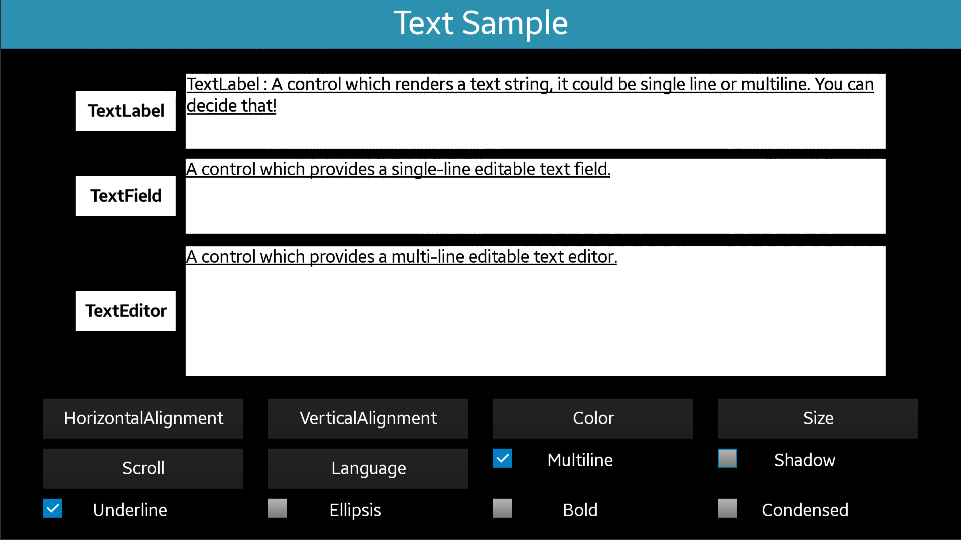 Text Sample
TextLabel
TextLabel : A control which renders a text string, it could be single line or multiline. You can
decide that!
TextField
A control which provides a single-line editable text field.
TextEditor
A control which provides a multi-line editable text editor.
HorizontalAlignment VerticalAlignment Color Size
Scroll Language Multiline Shadow
Underline Ellipsis Bold Condensed